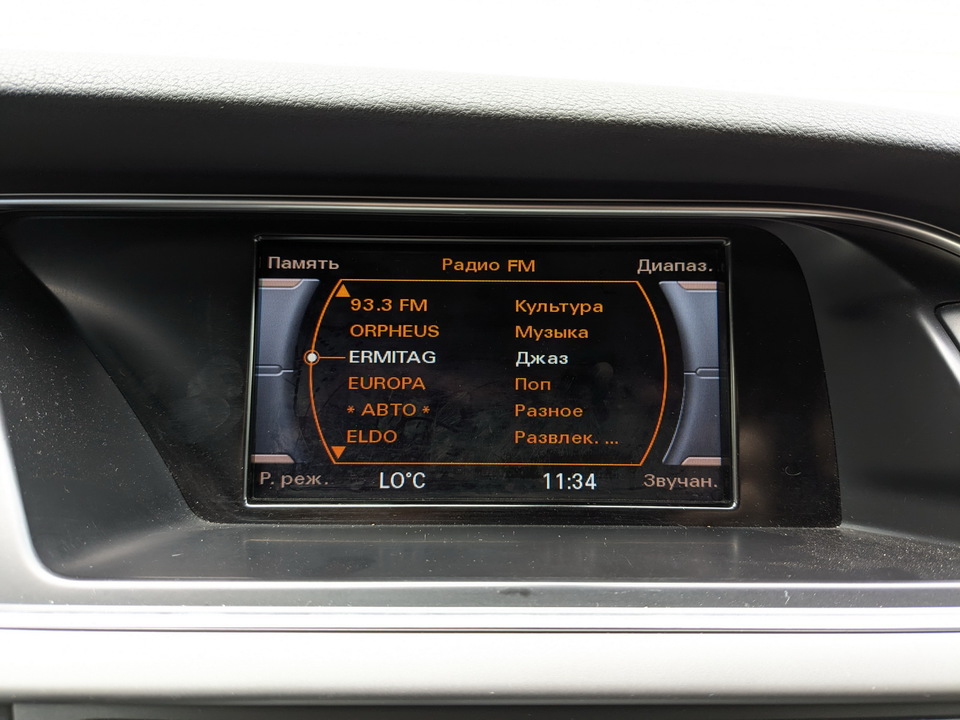 Память Радио FM Диапаз.
93.3 FM Культура
ORPHEUS Музыка
ERMITAG Джаз
EUROPA Поп
* АВТО * Разное
ELDO Развлек. ...
Р. реж. LO°C 11:34 Звучан.